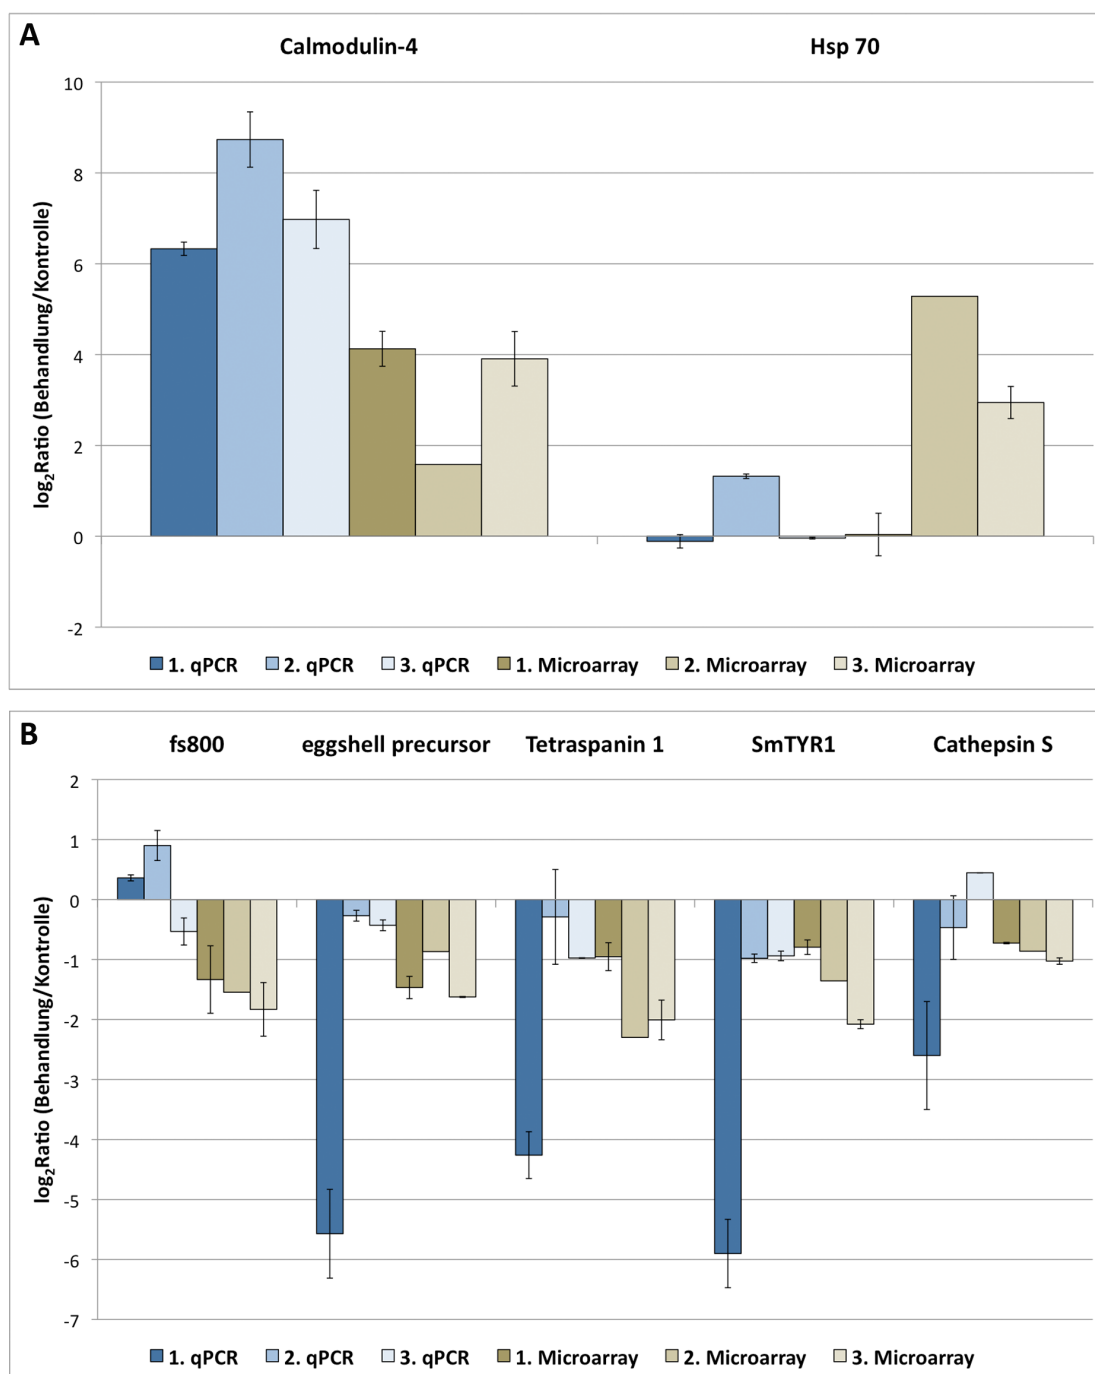 A
Calmodulin-4 Hsp 70
10
8
6
4
2
0
-2
log₂Ratio (Behandlung/Kontrolle)
1. qPCR 2. qPCR 3. qPCR 1. Microarray 2. Microarray 3. Microarray
B
fs800 eggshell precursor Tetraspanin 1 SmTYR1 Cathepsin S
2
1
0
-1
-2
-3
-4
-5
-6
-7
log₂Ratio (Behandlung/Kontrolle)
1. qPCR 2. qPCR 3. qPCR 1. Microarray 2. Microarray 3. Microarray